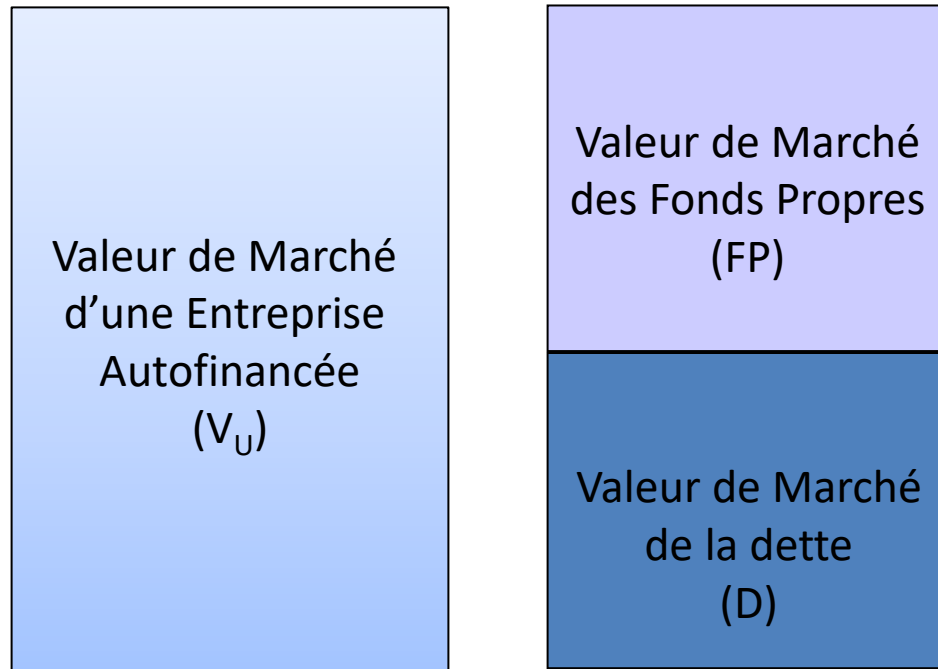 Valeur de Marché
d’une Entreprise
Autofinancée
(V_U)
Valeur de Marché
des Fonds Propres
(FP)
Valeur de Marché
de la dette
(D)